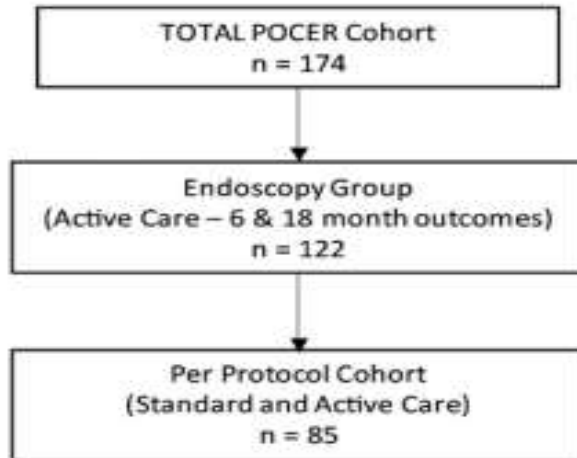 TOTAL POCER Cohort
n = 174
Endoscopy Group
(Active Care – 6 & 18 month outcomes)
n = 122
Per Protocol Cohort
(Standard and Active Care)
n = 85